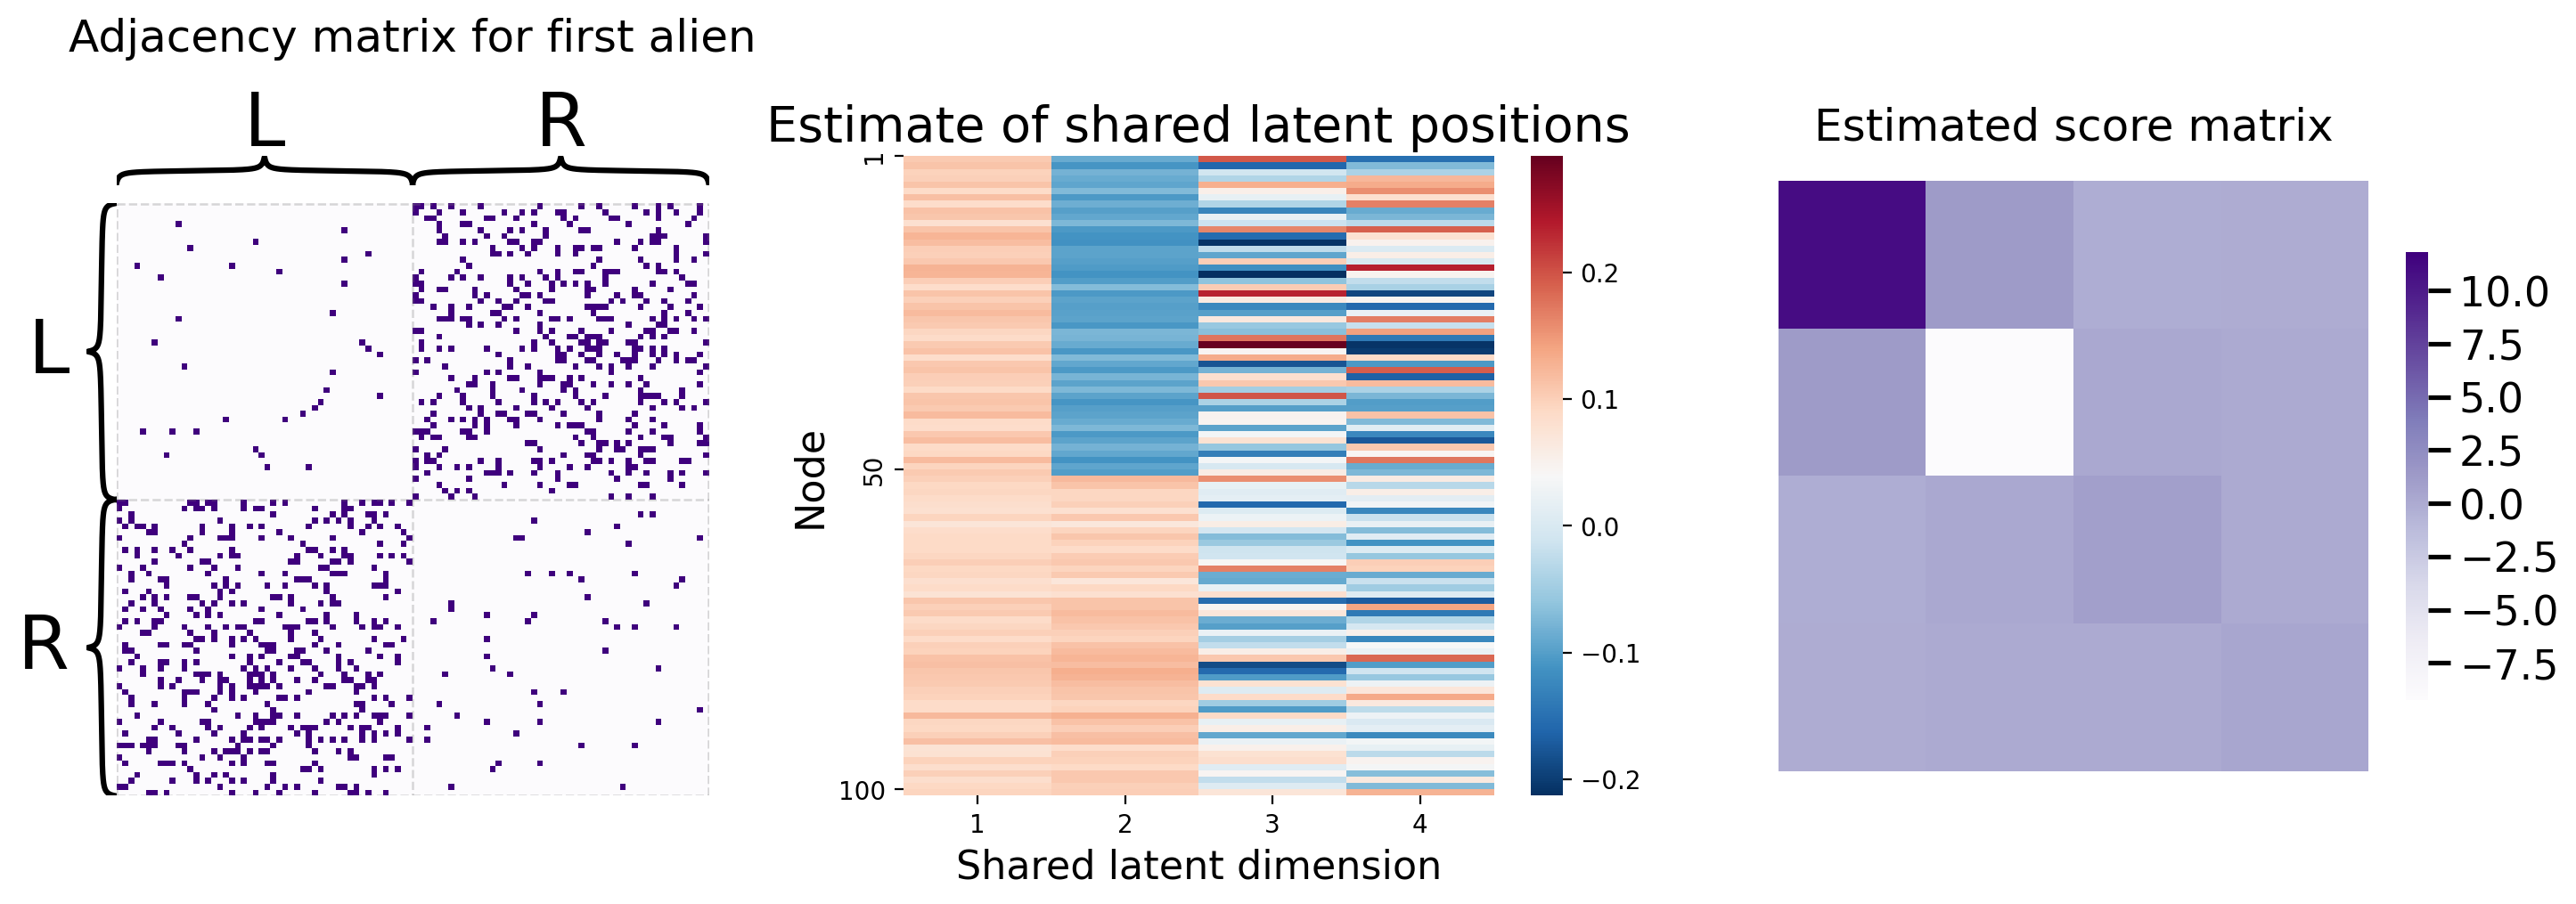 Adjacency matrix for first alien
L
R
L
R
Estimate of shared latent positions
1
50
100
Node
1
2
3
4
Shared latent dimension
0.2
0.1
0.0
−0.1
−0.2
Estimated score matrix
10.0
7.5
5.0
2.5
0.0
−2.5
−5.0
−7.5